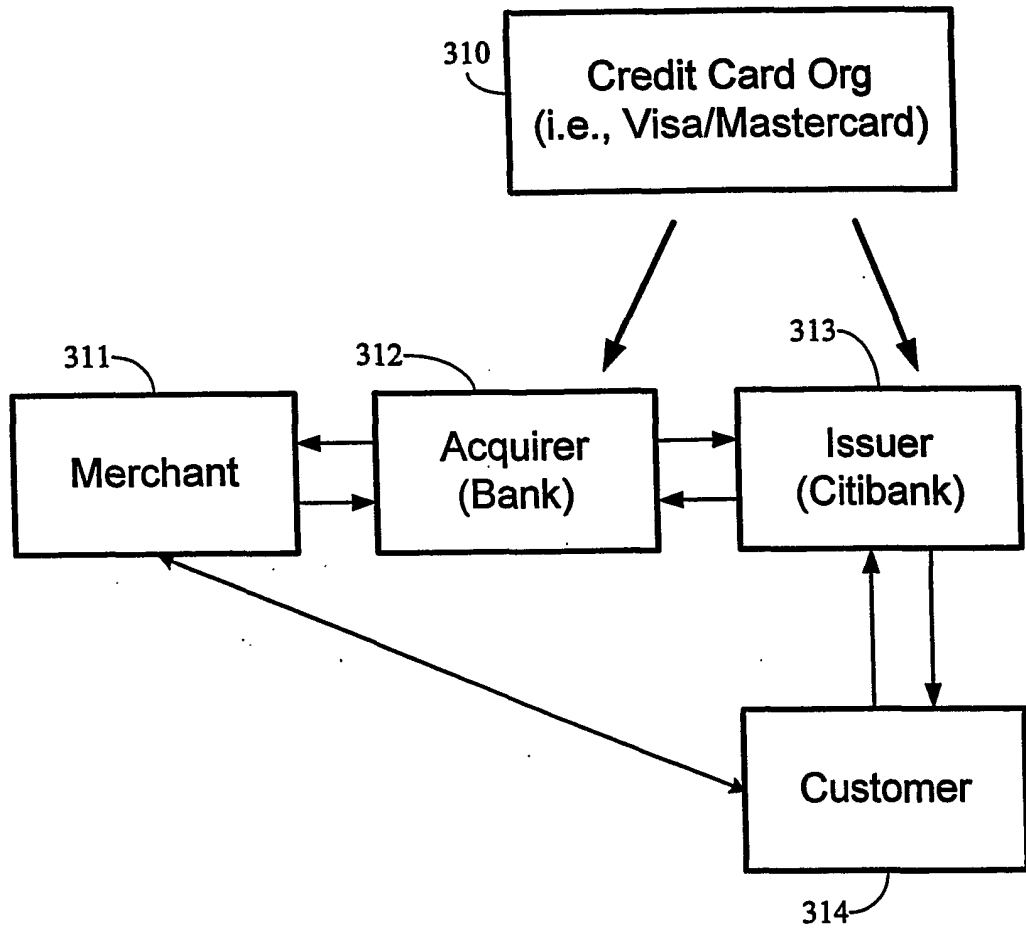 310
Credit Card Org
(i.e., Visa/Mastercard)
311
312
313
Merchant
Acquirer
(Bank)
Issuer
(Citibank)
Customer
314